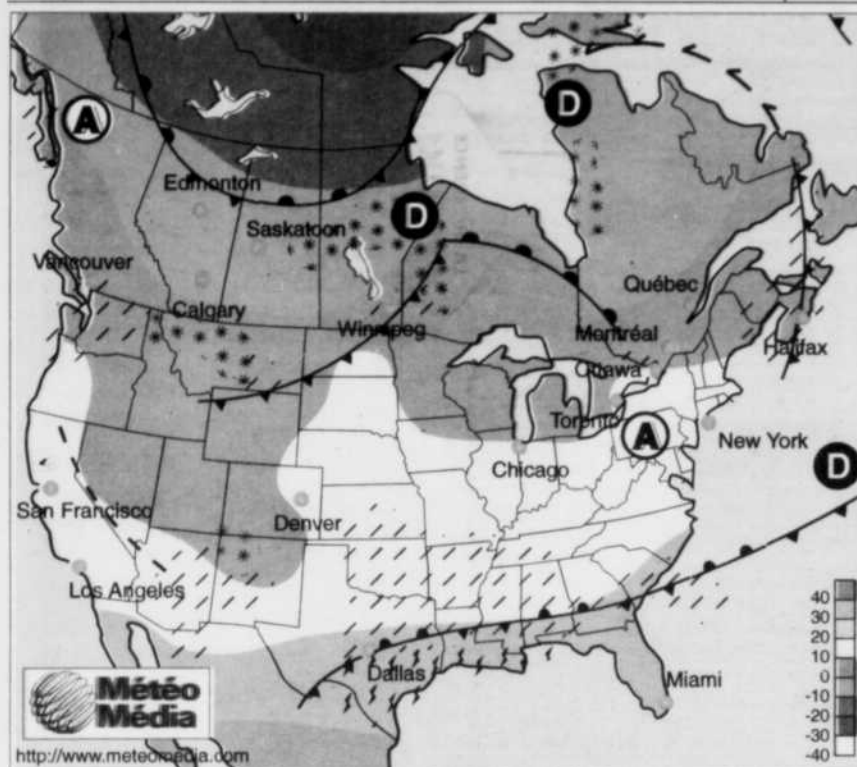 D
A
Edmonton
D
Saskatoon
Vancouver
Québec
Calgary
Winnipeg
Montréal
Halifax
Ottawa
Toronto
A
New York
Chicago
D
San Francisco
Denver
Los Angeles
40
30
20
10
0
-10
-20
-30
-40
Dallas
Miami
Météo
Média
http://www.meteomedia.com